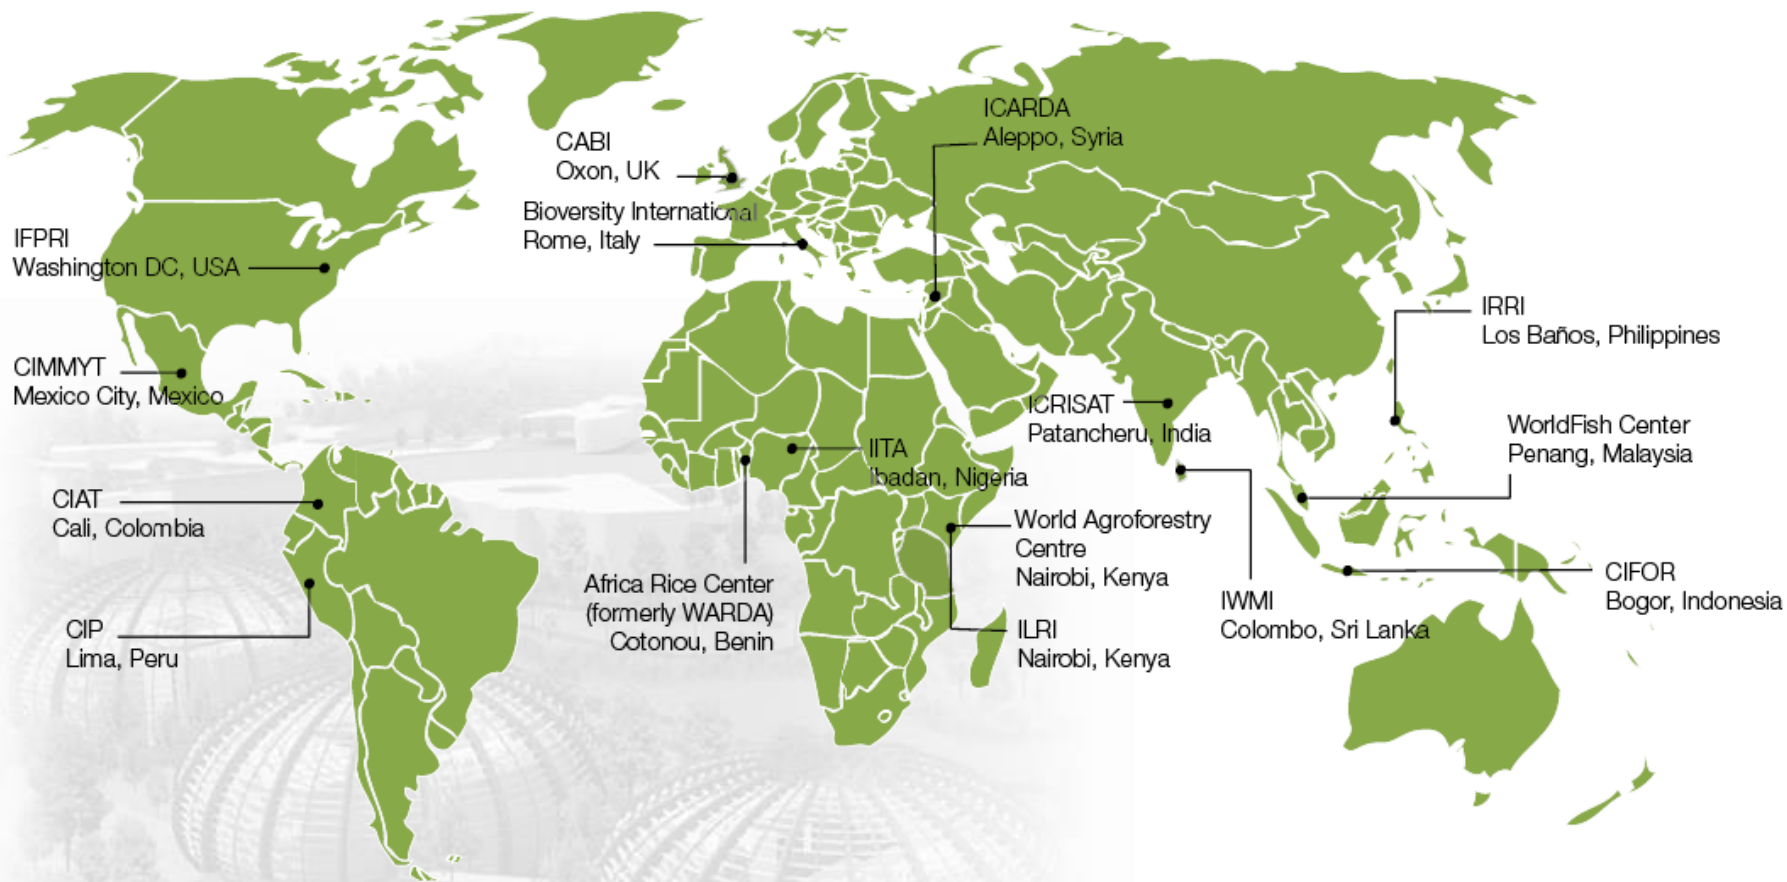 ICARDA
Aleppo, Syria
CABI
Oxon, UK
Bioversity International
Rome, Italy
IFPRI
Washington DC, USA
IRRI
Los Baños, Philippines
CIMMYT
Mexico City, Mexico
ICRISAT
Patancheru, India
WorldFish Center
Penang, Malaysia
IITA
Ibadan, Nigeria
CIAT
Cali, Colombia
World Agroforestry
Centre
Nairobi, Kenya
Africa Rice Center
(formerly WARDA)
Cotonou, Benin
CIFOR
Bogor, Indonesia
IWMI
Colombo, Sri Lanka
CIP
Lima, Peru
ILRI
Nairobi, Kenya